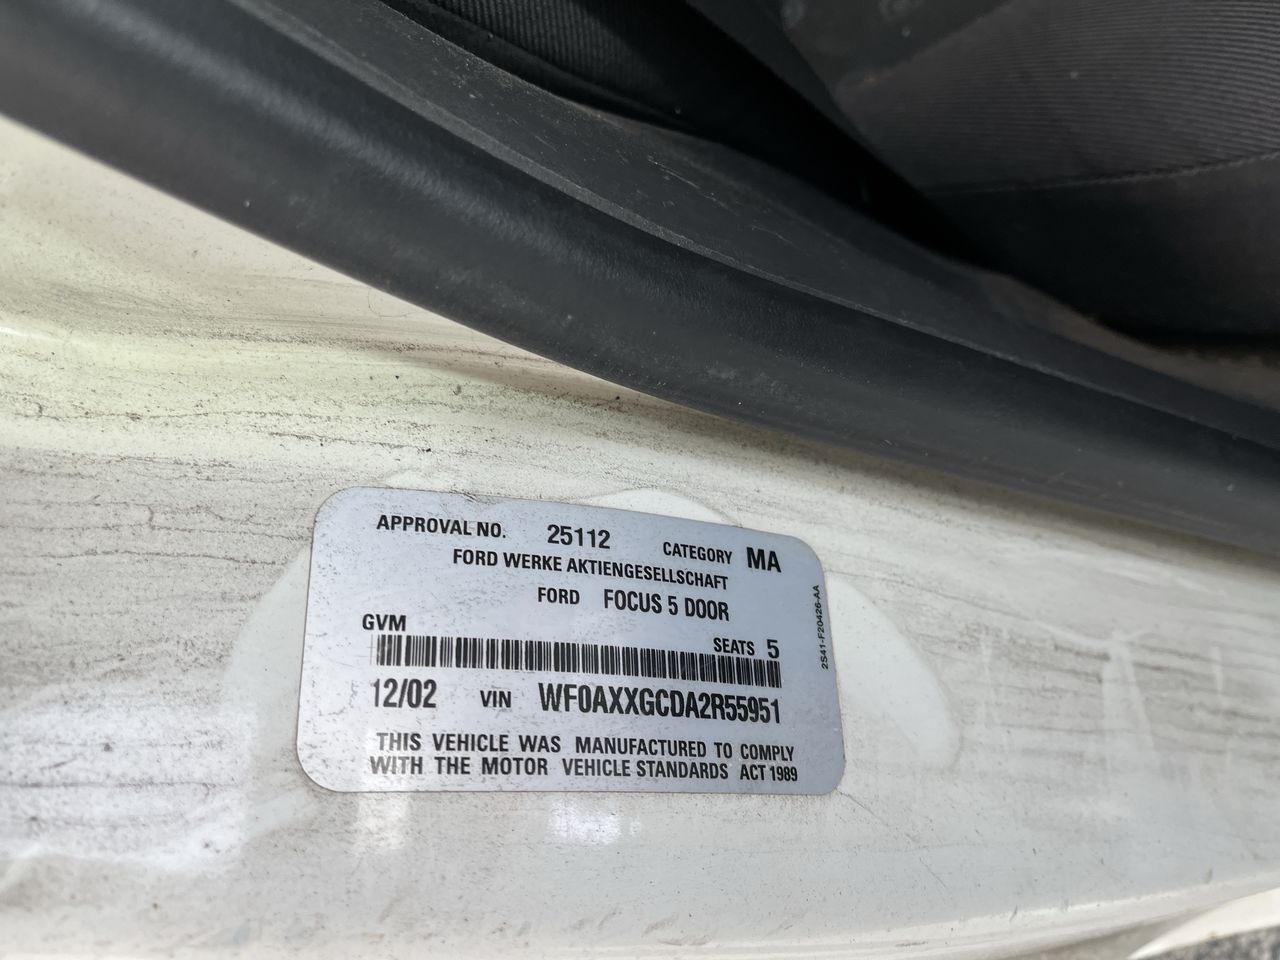 APPROVAL NO. 25112 CATEGORY MA
FORD WERKE AKTIENGESELLSCHAFT
FORD FOCUS 5 DOOR
GVM SEATS 5
12/02 VIN WF0AXXGCDA2R55951
THIS VEHICLE WAS MANUFACTURED TO COMPLY
WITH THE MOTOR VEHICLE STANDARDS ACT 1989
2S41-F20426-AA